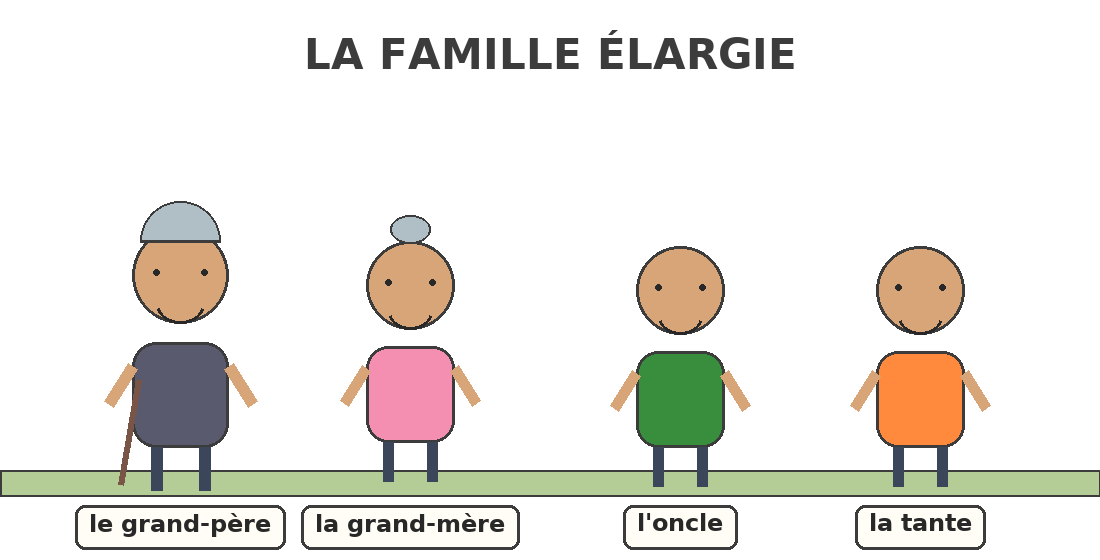 LA FAMILLE ÉLARGIE
le grand-père
la grand-mère
l'oncle
la tante